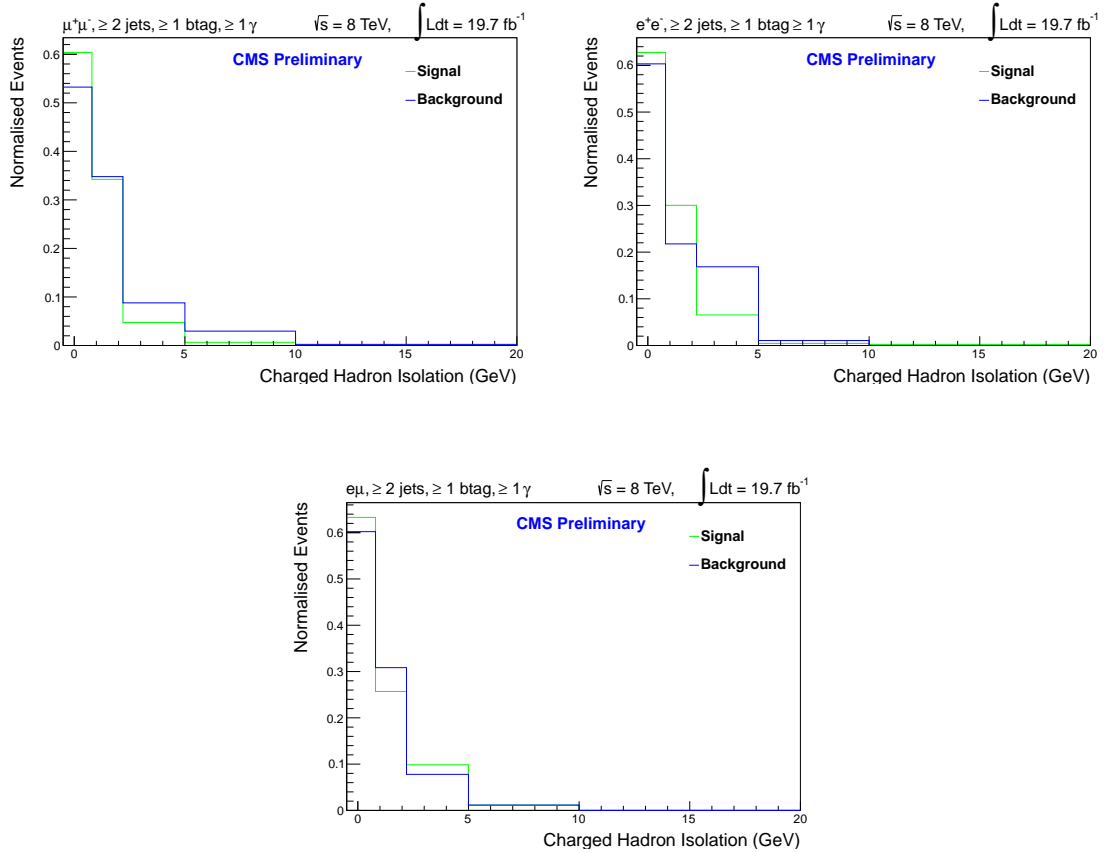 μ⁺μ⁻, ≥ 2 jets, ≥ 1 btag, ≥ 1 γ √s = 8 TeV, ∫ Ldt = 19.7 fb⁻¹
CMS Preliminary
Signal
Background
Normalised Events
0.6
0.5
0.4
0.3
0.2
0.1
0
0 5 10 15 20
Charged Hadron Isolation (GeV)
e⁺e⁻, ≥ 2 jets, ≥ 1 btag ≥ 1 γ √s = 8 TeV, ∫ Ldt = 19.7 fb⁻¹
CMS Preliminary
Signal
Background
Normalised Events
0.6
0.5
0.4
0.3
0.2
0.1
0
0 5 10 15 20
Charged Hadron Isolation (GeV)
eμ, ≥ 2 jets, ≥ 1 btag, ≥ 1 γ √s = 8 TeV, ∫ Ldt = 19.7 fb⁻¹
CMS Preliminary
Signal
Background
Normalised Events
0.6
0.5
0.4
0.3
0.2
0.1
0
0 5 10 15 20
Charged Hadron Isolation (GeV)